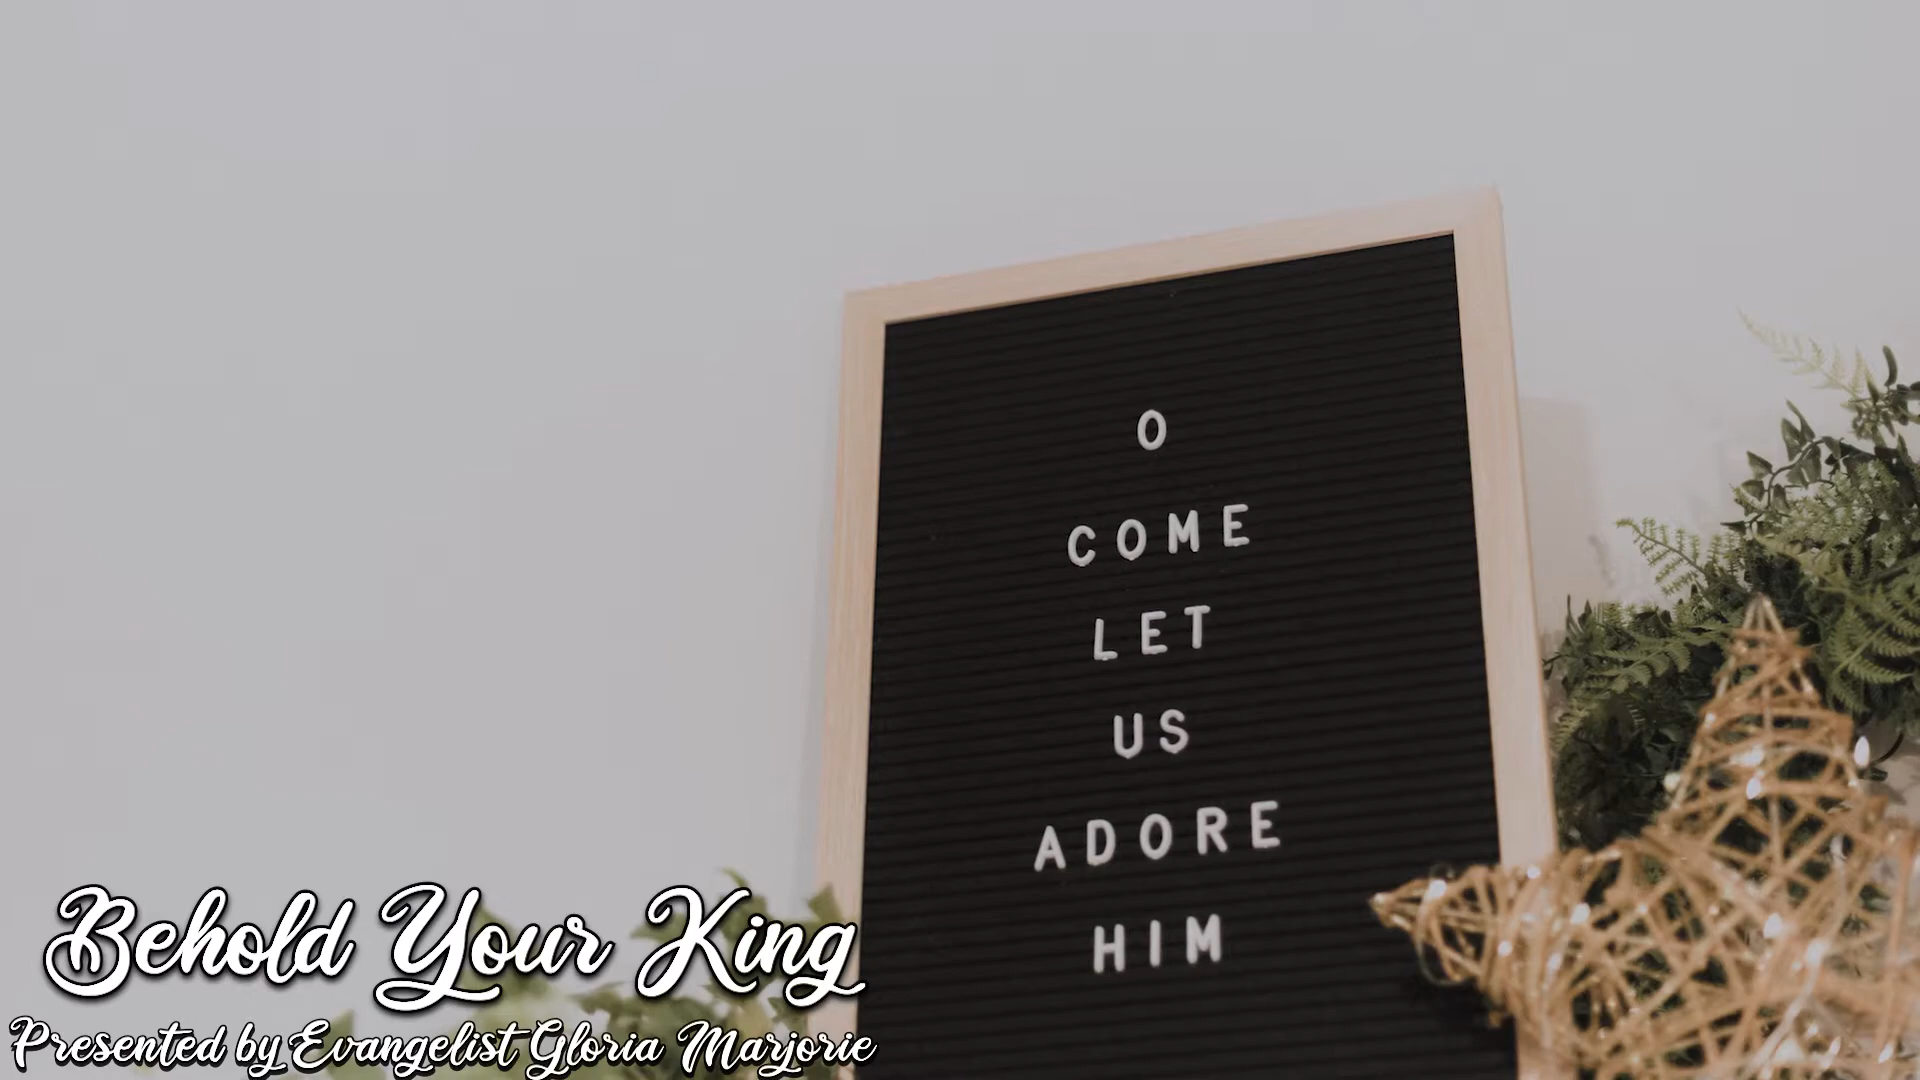 O
COME
LET
US
ADORE
HIM
Behold Your King
Presented by Evangelist Gloria Marjorie